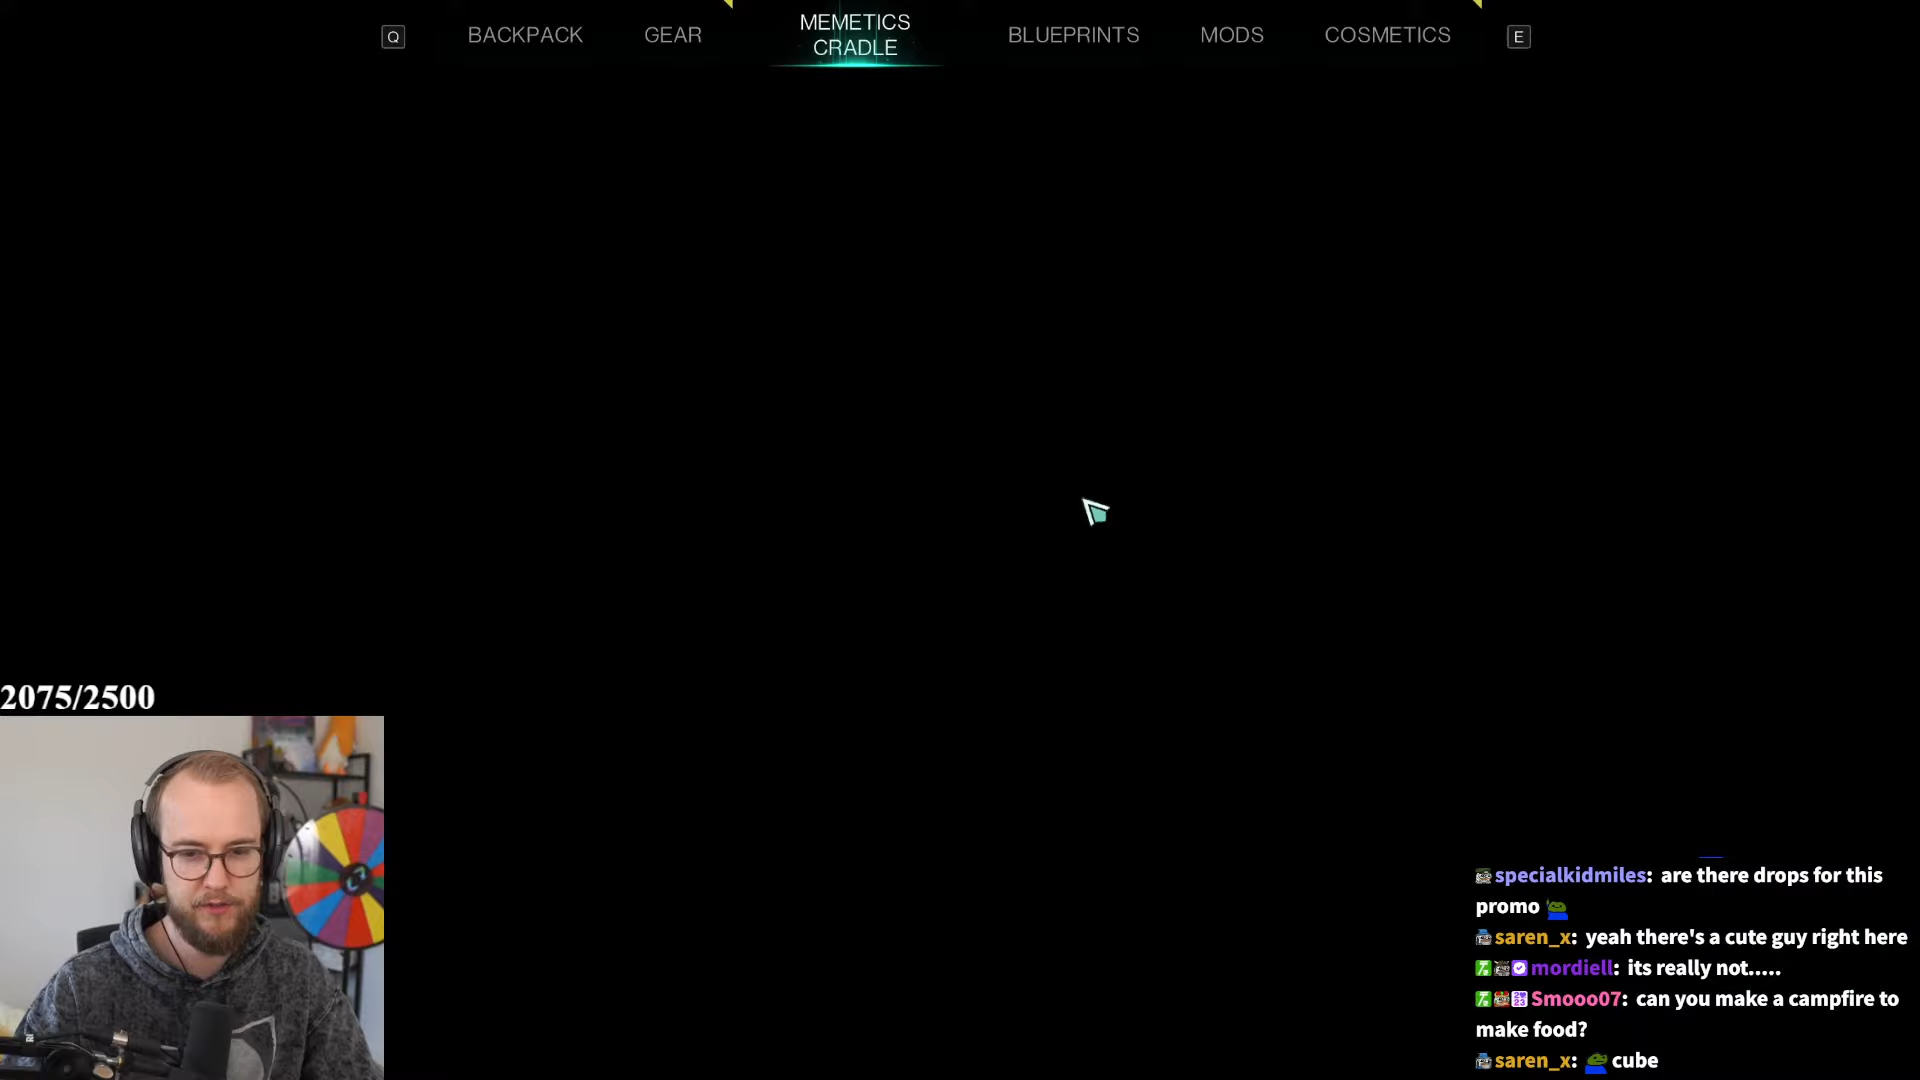 Q
BACKPACK
GEAR
MEMETICS
CRADLE
BLUEPRINTS
MODS
COSMETICS
E
2075/2500
specialkidmiles: are there drops for this
promo
saren_x: yeah there's a cute guy right here
mordiell: its really not.....
Smooo07: can you make a campfire to
make food?
saren_x: cube